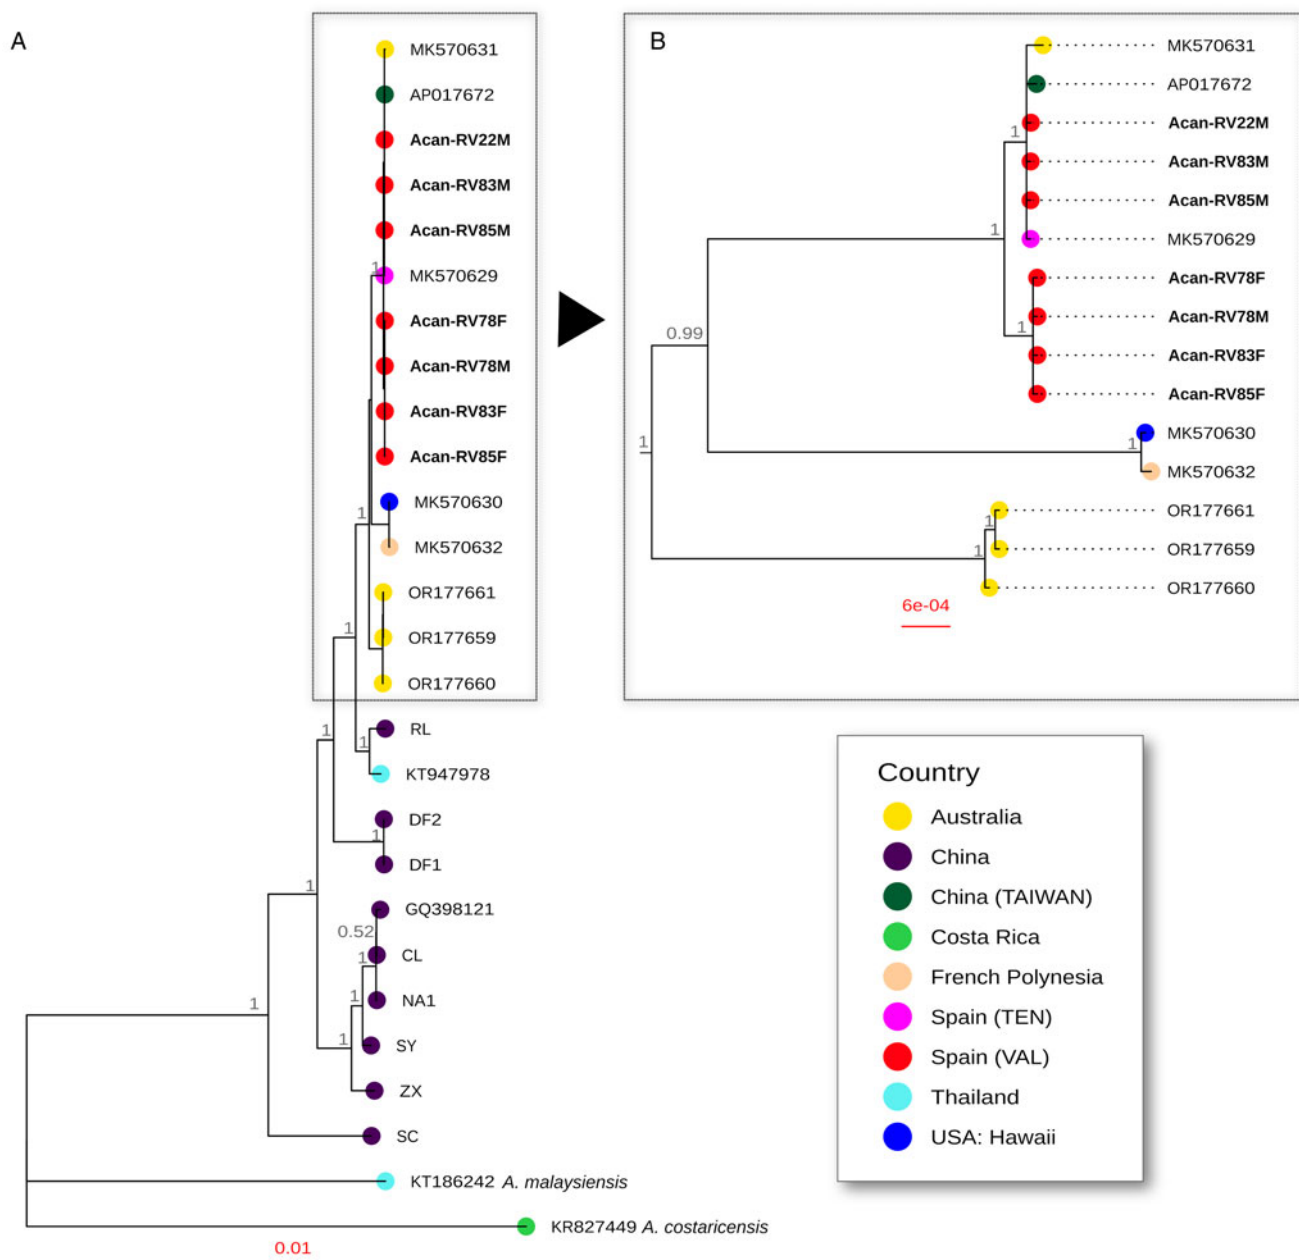 A
MK570631
AP017672
Acan-RV22M
Acan-RV83M
Acan-RV85M
1
MK570629
Acan-RV78F
Acan-RV78M
Acan-RV83F
Acan-RV85F
MK570630
1
MK570632
OR177661
1
OR177659
OR177660
1
RL
1
KT947978
DF2
1
DF1
1
GQ398121
0.52
CL
1
1
NA1
1
1
SY
ZX
SC
KT186242 A. malaysiensis
KR827449 A. costaricensis
0.01
B
MK570631
AP017672
1
Acan-RV22M
Acan-RV83M
Acan-RV85M
1
MK570629
Acan-RV78F
1
Acan-RV78M
0.99
Acan-RV83F
Acan-RV85F
MK570630
1
1
MK570632
OR177661
1
1
OR177659
OR177660
6e-04
Country
Australia
China
China (TAIWAN)
Costa Rica
French Polynesia
Spain (TEN)
Spain (VAL)
Thailand
USA: Hawaii